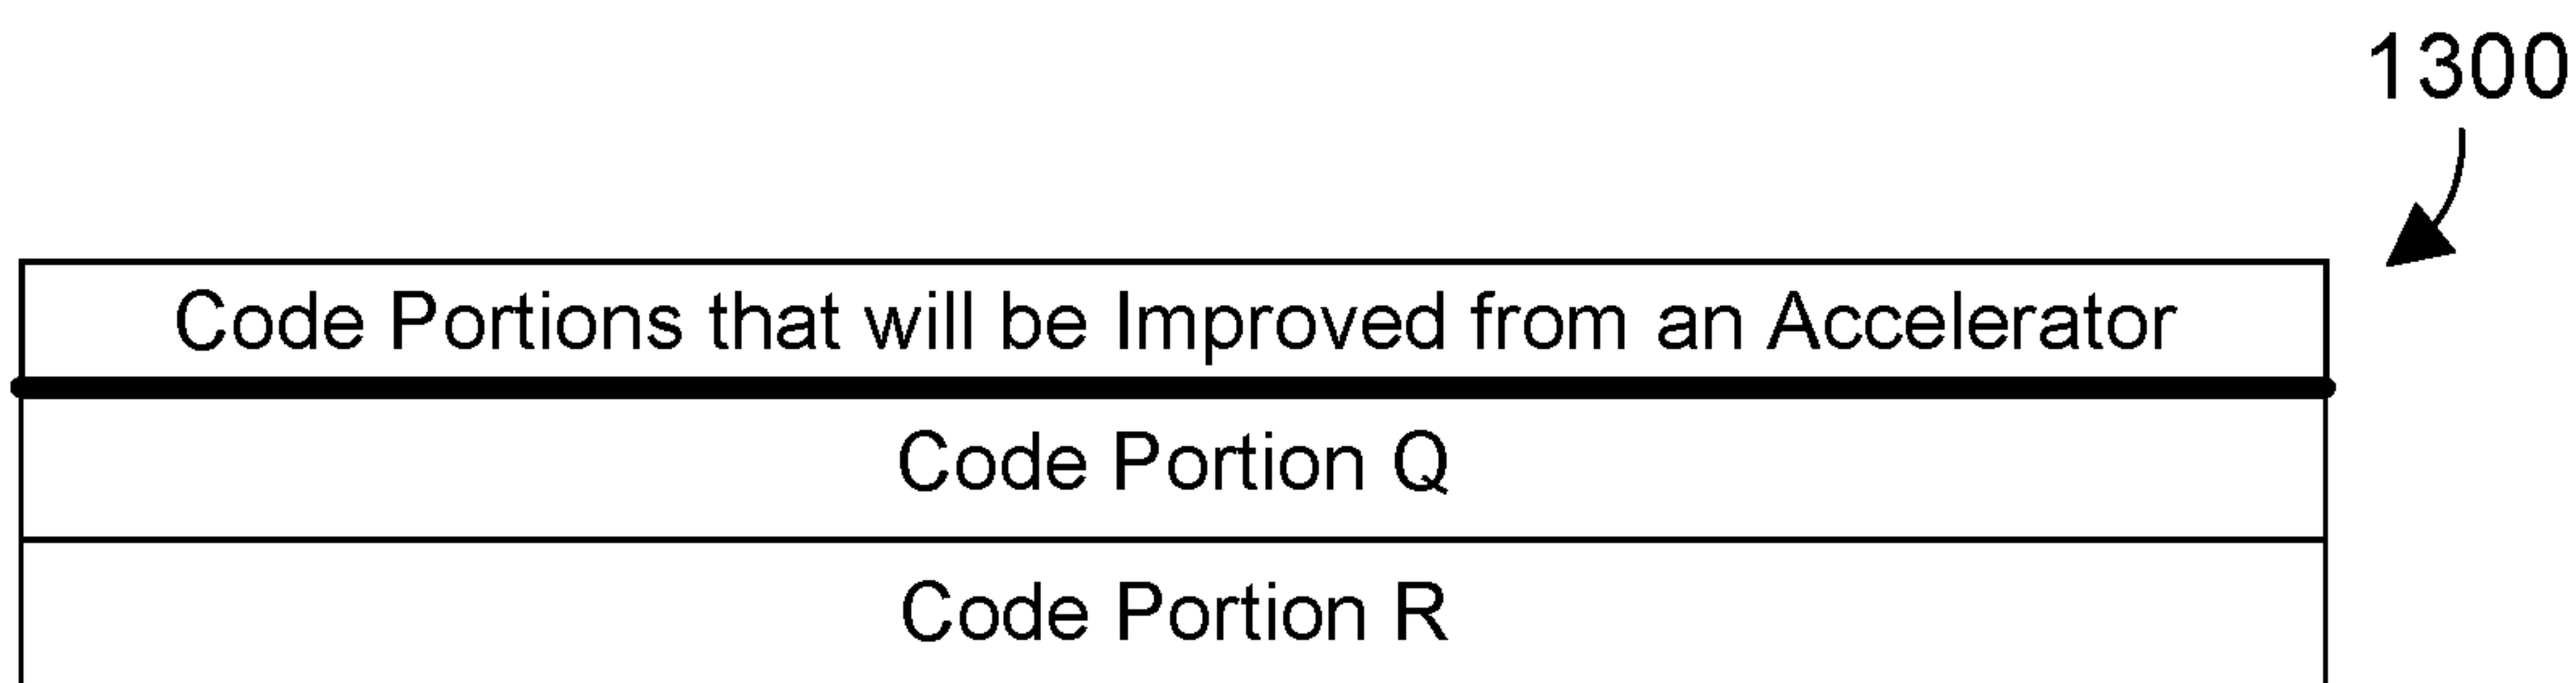 1300
Code Portions that will be Improved from an Accelerator
Code Portion Q
Code Portion R